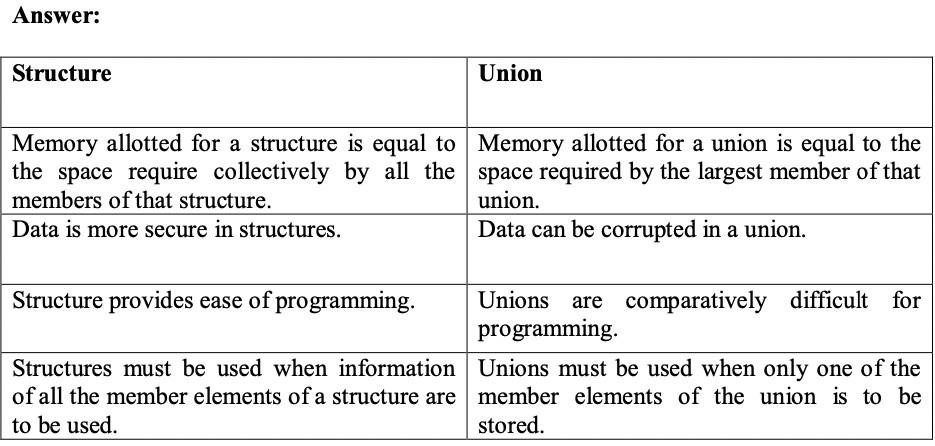 Answer:
Structure
Union
Memory allotted for a structure is equal to
the space require collectively by all the
members of that structure.
Memory allotted for a union is equal to the
space required by the largest member of that
union.
Data is more secure in structures.
Data can be corrupted in a union.
Structure provides ease of programming.
Unions are comparatively difficult for
programming.
Structures must be used when information
of all the member elements of a structure are
to be used.
Unions must be used when only one of the
member elements of the union is to be
stored.